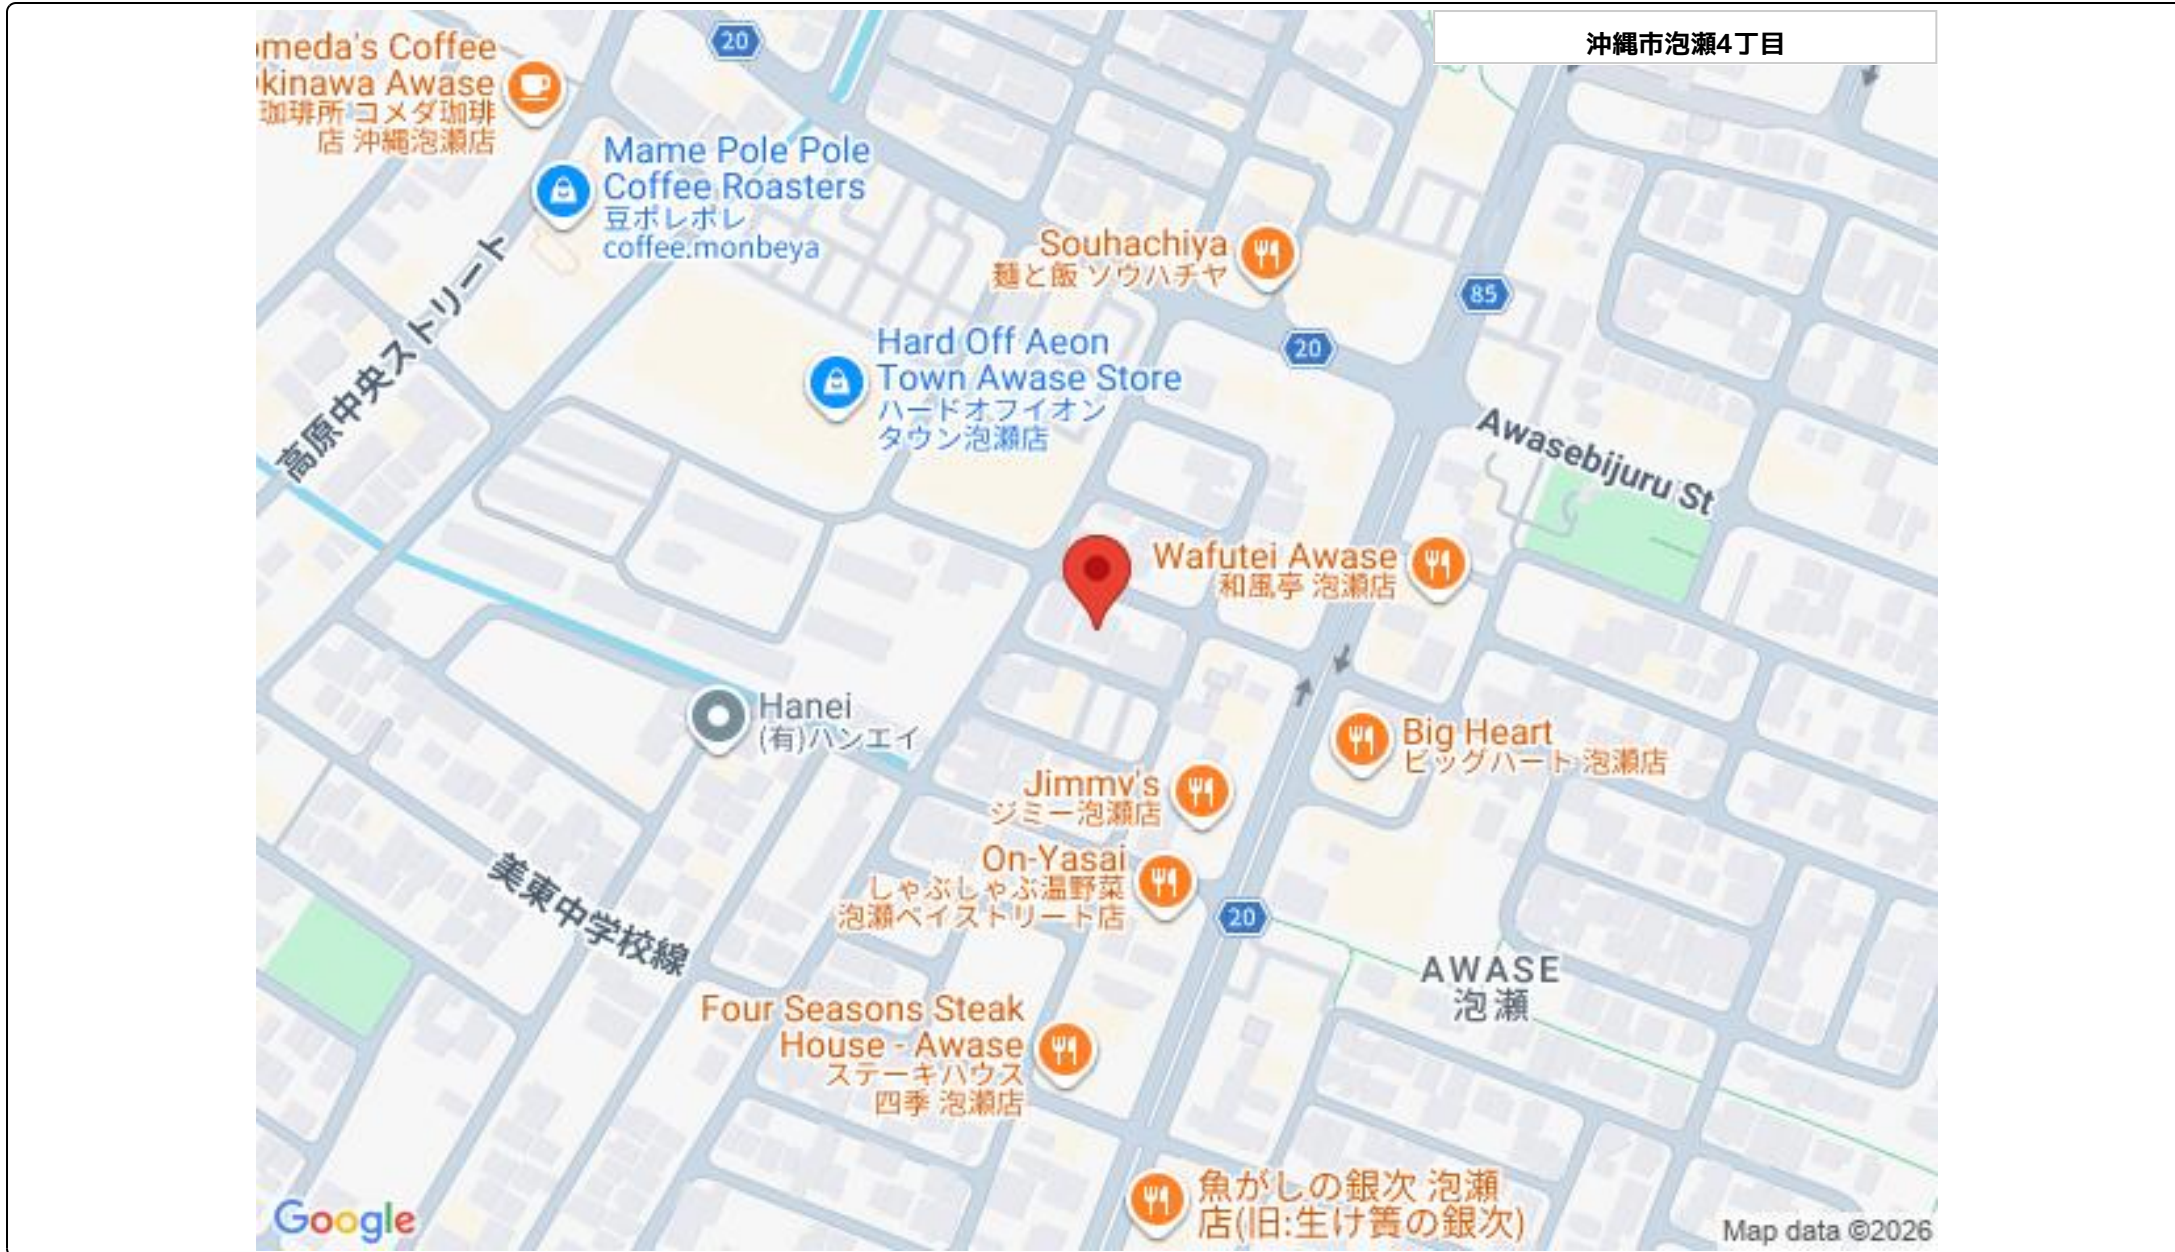 沖縄市泡瀬4丁目
20
omeda's Coffee
kinawa Awase
珈琲所 コメダ珈琲
店 沖縄泡瀬店
Mame Pole Pole
Coffee Roasters
豆ポレポレ
coffee.monbeya
Souhachiya
麺と飯 ソウハチヤ
85
20
高原中央ストリート
Hard Off Aeon
Town Awase Store
ハードオフイオン
タウン泡瀬店
Awasebijuru St
Wafutei Awase
和風亭 泡瀬店
Hanei
(有)ハンエイ
Big Heart
ビッグハート 泡瀬店
Jimmy's
ジミー泡瀬店
On-Yasai
しゃぶしゃぶ温野菜
泡瀬ベイストリート店
20
美東中学校線
AWASE
泡瀬
Four Seasons Steak
House - Awase
ステーキハウス
四季 泡瀬店
魚がしの銀次 泡瀬
店(旧:生け簀の銀次)
Google
Map data ©2026